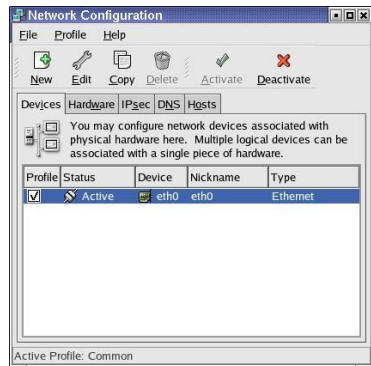 Network Configuration
File Profile Help
New Edit Copy Delete Activate Deactivate
Devices Hardware IPsec DNS Hosts
You may configure network devices associated with
physical hardware here. Multiple logical devices can be
associated with a single piece of hardware.
Profile Status Device Nickname Type
Active eth0 eth0 Ethernet
Active Profile: Common